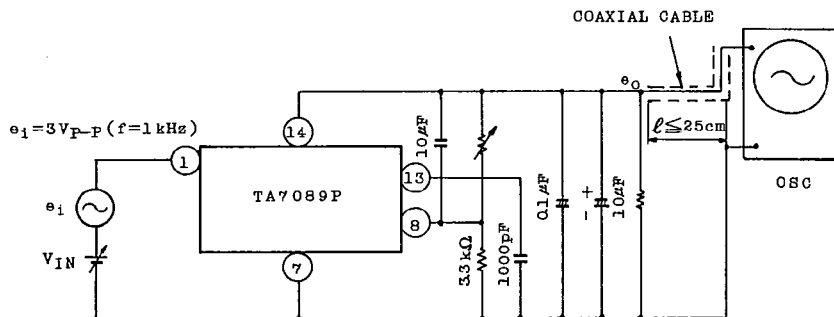 COAXIAL CABLE
eo
ei=3VP-P(f=1kHz)
14
10μF
ℓ≦25cm
1
13
OSC
TA7089P
ei
8
0.1μF
+
-
10μF
VIN
7
3.3kΩ
1000pF